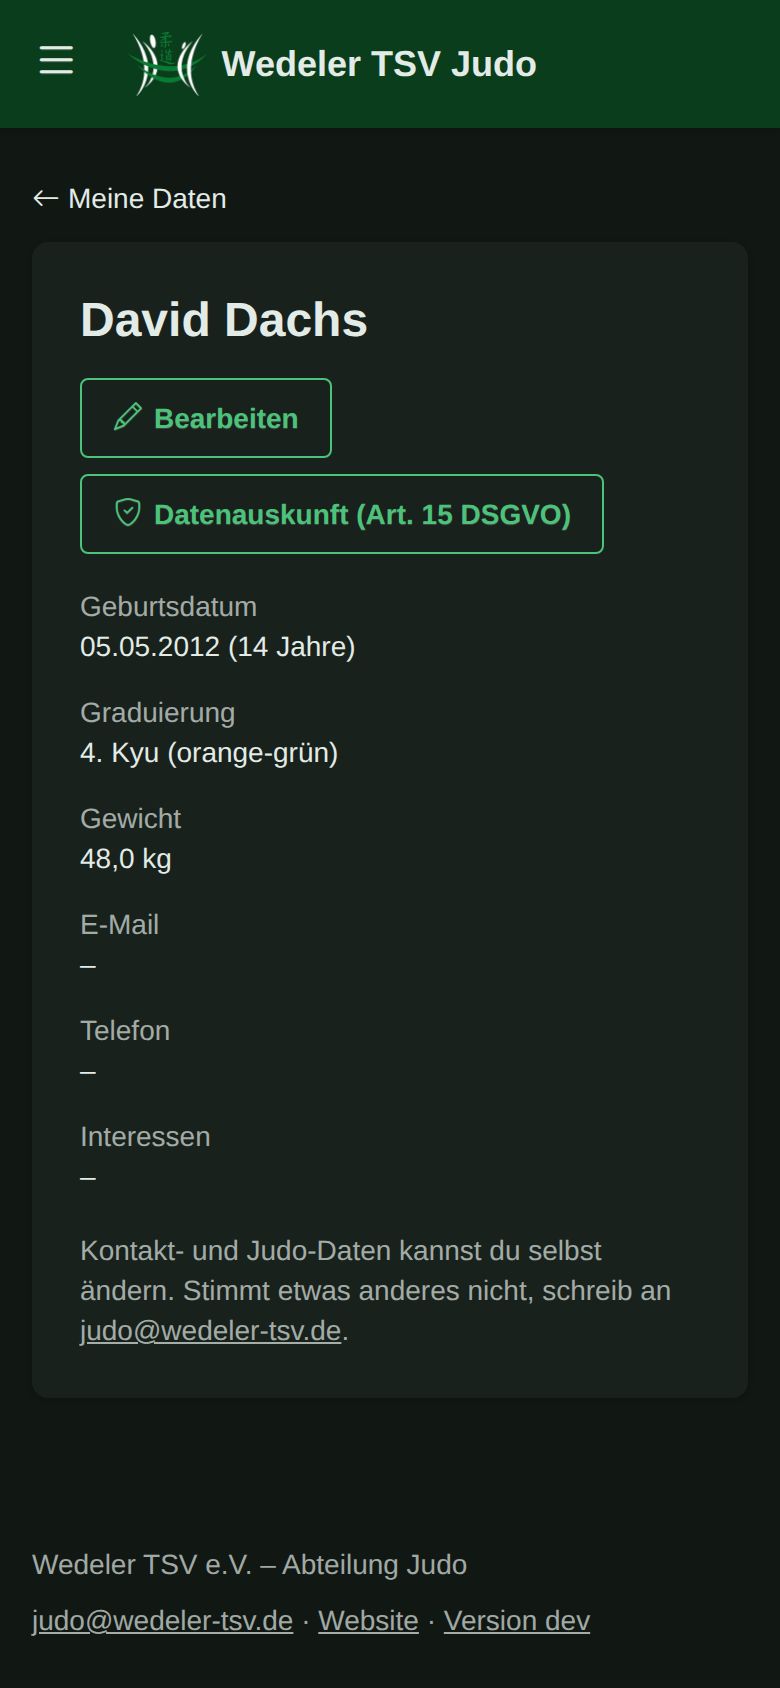 柔道
Wedeler TSV Judo
← Meine Daten
David Dachs
Bearbeiten
Datenauskunft (Art. 15 DSGVO)
Geburtsdatum
05.05.2012 (14 Jahre)
Graduierung
4. Kyu (orange-grün)
Gewicht
48,0 kg
E-Mail
–
Telefon
–
Interessen
–
Kontakt- und Judo-Daten kannst du selbst
ändern. Stimmt etwas anderes nicht, schreib an
judo@wedeler-tsv.de.
Wedeler TSV e.V. – Abteilung Judo
judo@wedeler-tsv.de · Website · Version dev